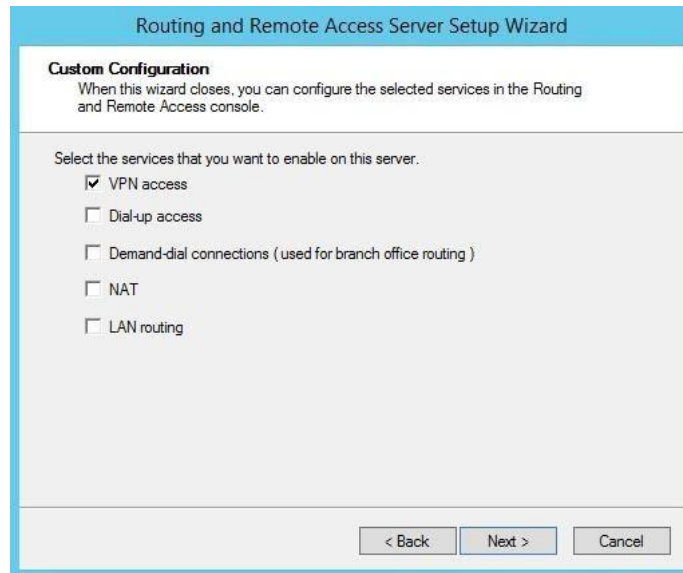 Routing and Remote Access Server Setup Wizard
Custom Configuration
When this wizard closes, you can configure the selected services in the Routing
and Remote Access console.
Select the services that you want to enable on this server.
VPN access
Dial-up access
Demand-dial connections ( used for branch office routing )
NAT
LAN routing
< Back Next > Cancel